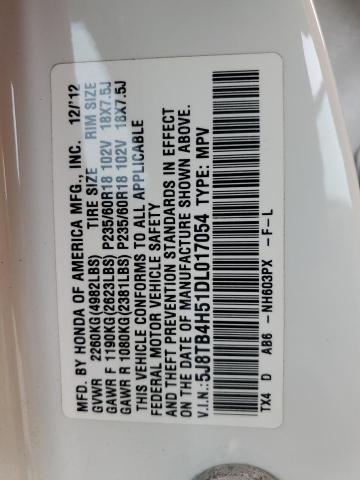 MFD. BY HONDA OF AMERICA MFG., INC. 12/'12
GVWR 2260KG(4982LBS) TIRE SIZE RIM SIZE
GAWR F 1190KG(2623LBS) P235/60R18 102V 18X7.5J
GAWR R 1080KG(2381LBS) P235/60R18 102V 18X7.5J
THIS VEHICLE CONFORMS TO ALL APPLICABLE
FEDERAL MOTOR VEHICLE SAFETY
AND THEFT PREVENTION STANDARDS IN EFFECT
ON THE DATE OF MANUFACTURE SHOWN ABOVE.
V.I.N.: 5J8TB4H51DL017054 TYPE: MPV
TX4 D AB6 -NH603PX -F-L